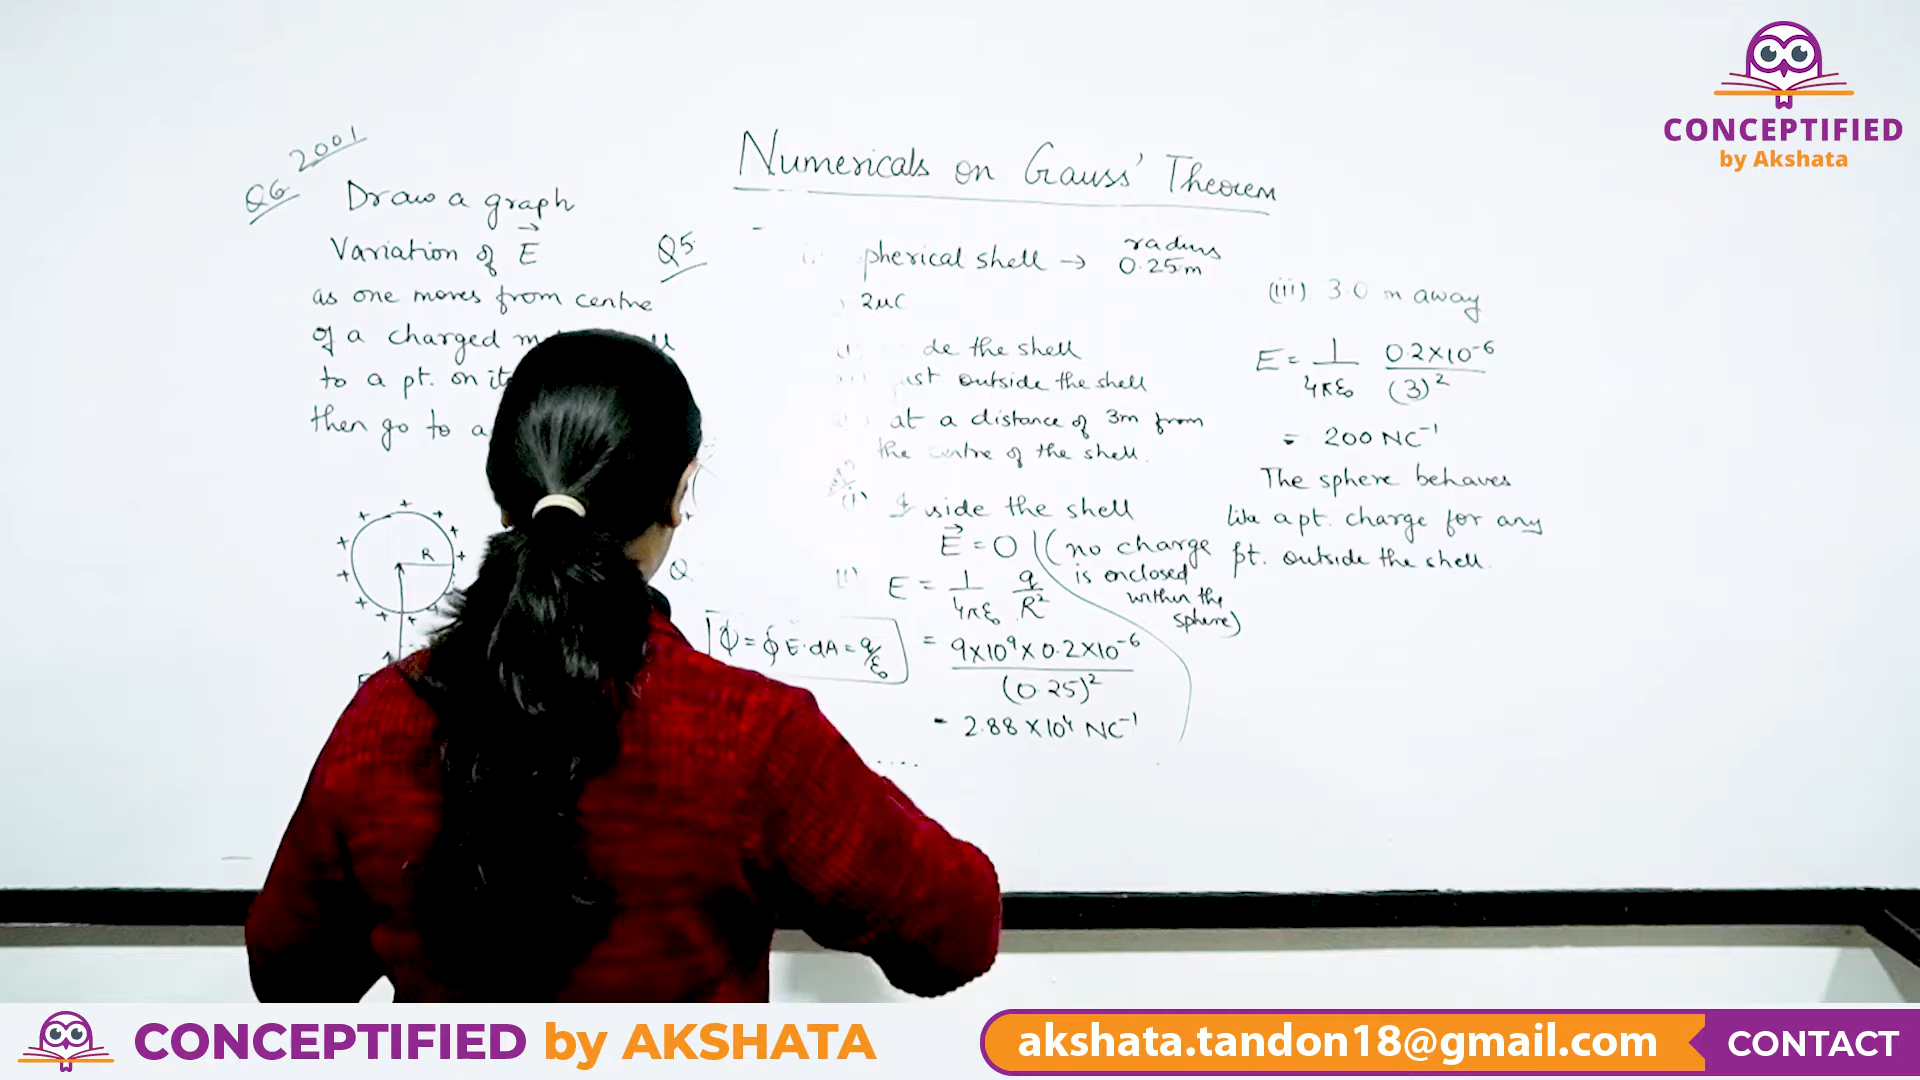 CONCEPTIFIED
by Akshata
Numericals on Gauss' Theorem
Q6 2001
Draw a graph
Variation of E⃗
as one moves from centre
of a charged
to a pt. on
then go to a
R
Q5
pherical shell → radius
0.25m
2μC
de the shell
ust outside the shell
at a distance of 3m from
the centre of the shell.
(i) Inside the shell
E⃗ = 0 (no charge
is enclosed
within the
sphere)
E = 1/4πε₀ q/R²
ϕ = ∮ E·dA = q/ε₀
= 9×10⁹×0.2×10⁻⁶
(0.25)²
= 2.88×10⁴ NC⁻¹
Q
(iii) 3.0 m away
E = 1/4πε₀ 0.2×10⁻⁶/(3)²
= 200 NC⁻¹
The sphere behaves
like a pt. charge for any
pt. outside the shell.
CONCEPTIFIED by AKSHATA
akshata.tandon18@gmail.com
CONTACT